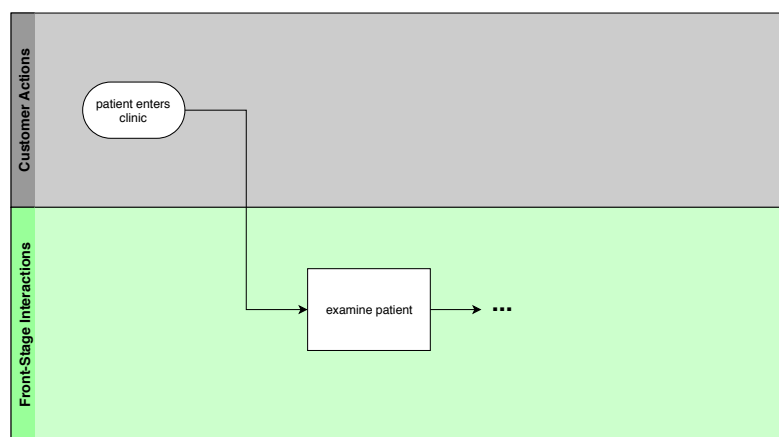 Customer Actions
patient enters
clinic
Front-Stage Interactions
examine patient
...